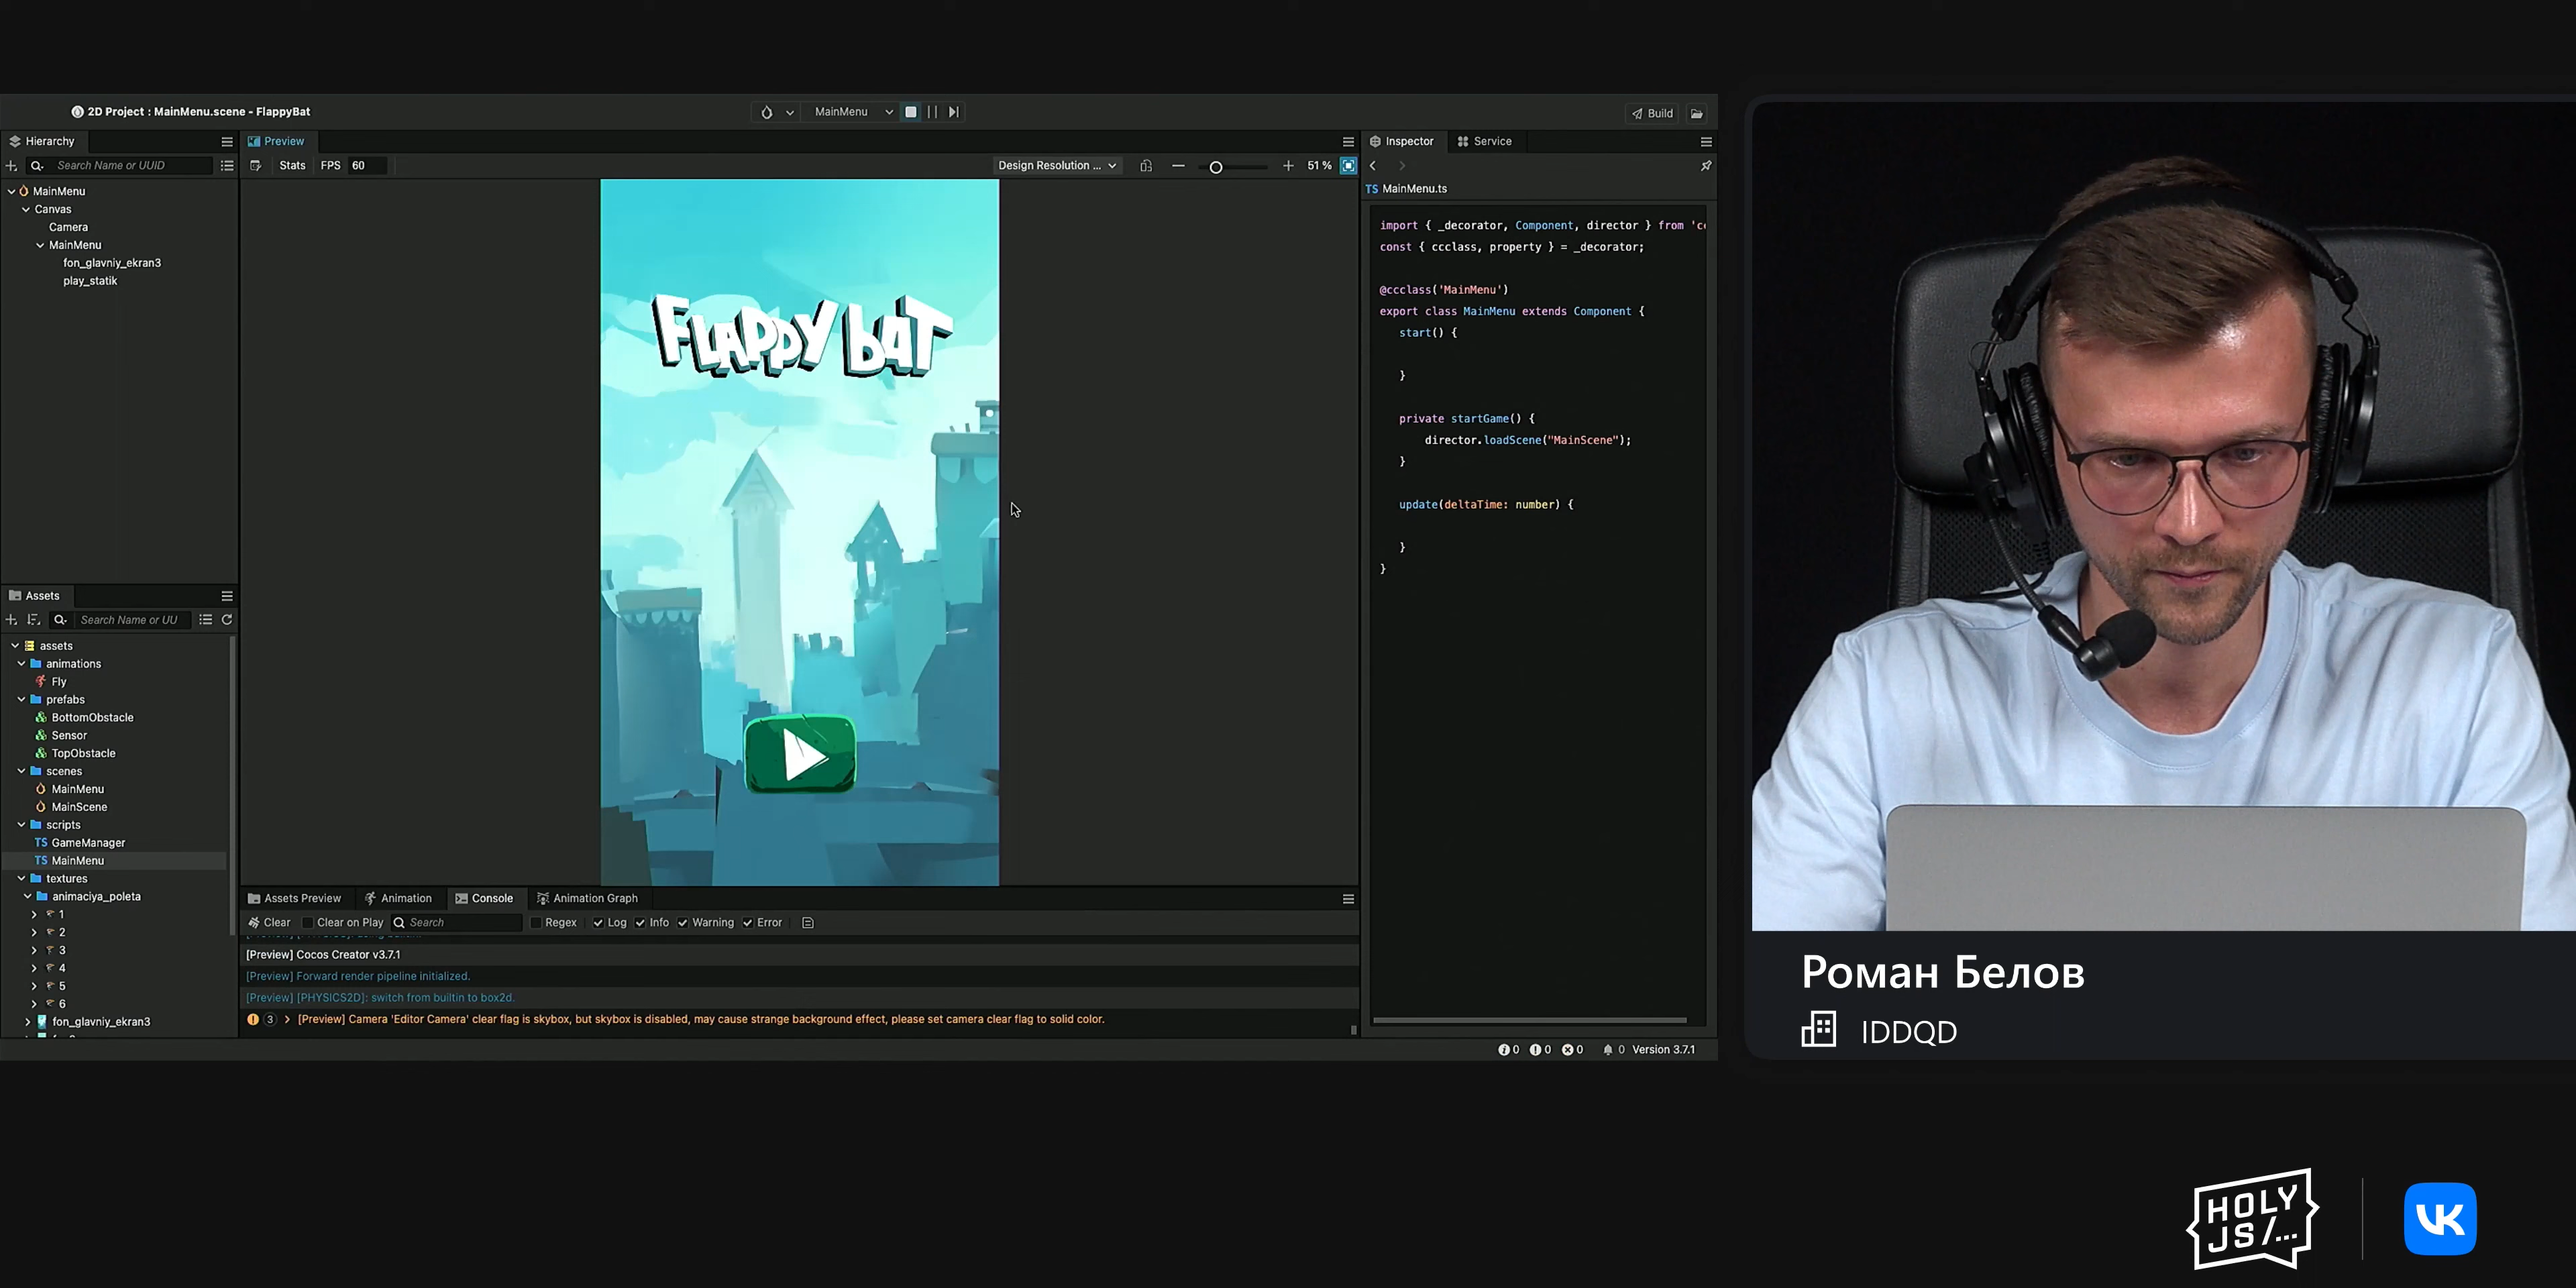 2D Project : MainMenu.scene - FlappyBat
MainMenu
Build
Hierarchy
Search Name or UUID
MainMenu
Canvas
Camera
MainMenu
fon_glavniy_ekran3
play_statik
Preview
Stats
FPS
60
Design Resolution ...
51 %
FLAPPY BAT
Inspector
Service
TS MainMenu.ts
import { _decorator, Component, director } from 'c
const { ccclass, property } = _decorator;
@ccclass('MainMenu')
export class MainMenu extends Component {
start() {
}
private startGame() {
director.loadScene("MainScene");
}
update(deltaTime: number) {
}
}
Assets
Search Name or UU
assets
animations
Fly
prefabs
BottomObstacle
Sensor
TopObstacle
scenes
MainMenu
MainScene
scripts
TS GameManager
TS MainMenu
textures
animaciya_poleta
1
2
3
4
5
6
fon_glavniy_ekran3
Assets Preview
Animation
Console
Animation Graph
Clear
Clear on Play
Search
Regex
Log
Info
Warning
Error
[Preview] Cocos Creator v3.7.1
[Preview] Forward render pipeline initialized.
[Preview] [PHYSICS2D]: switch from builtin to box2d.
3 [Preview] Camera 'Editor Camera' clear flag is skybox, but skybox is disabled, may cause strange background effect, please set camera clear flag to solid color.
0 0 0 0 Version 3.7.1
Роман Белов
IDDQD
HOLY
JS/...
VK